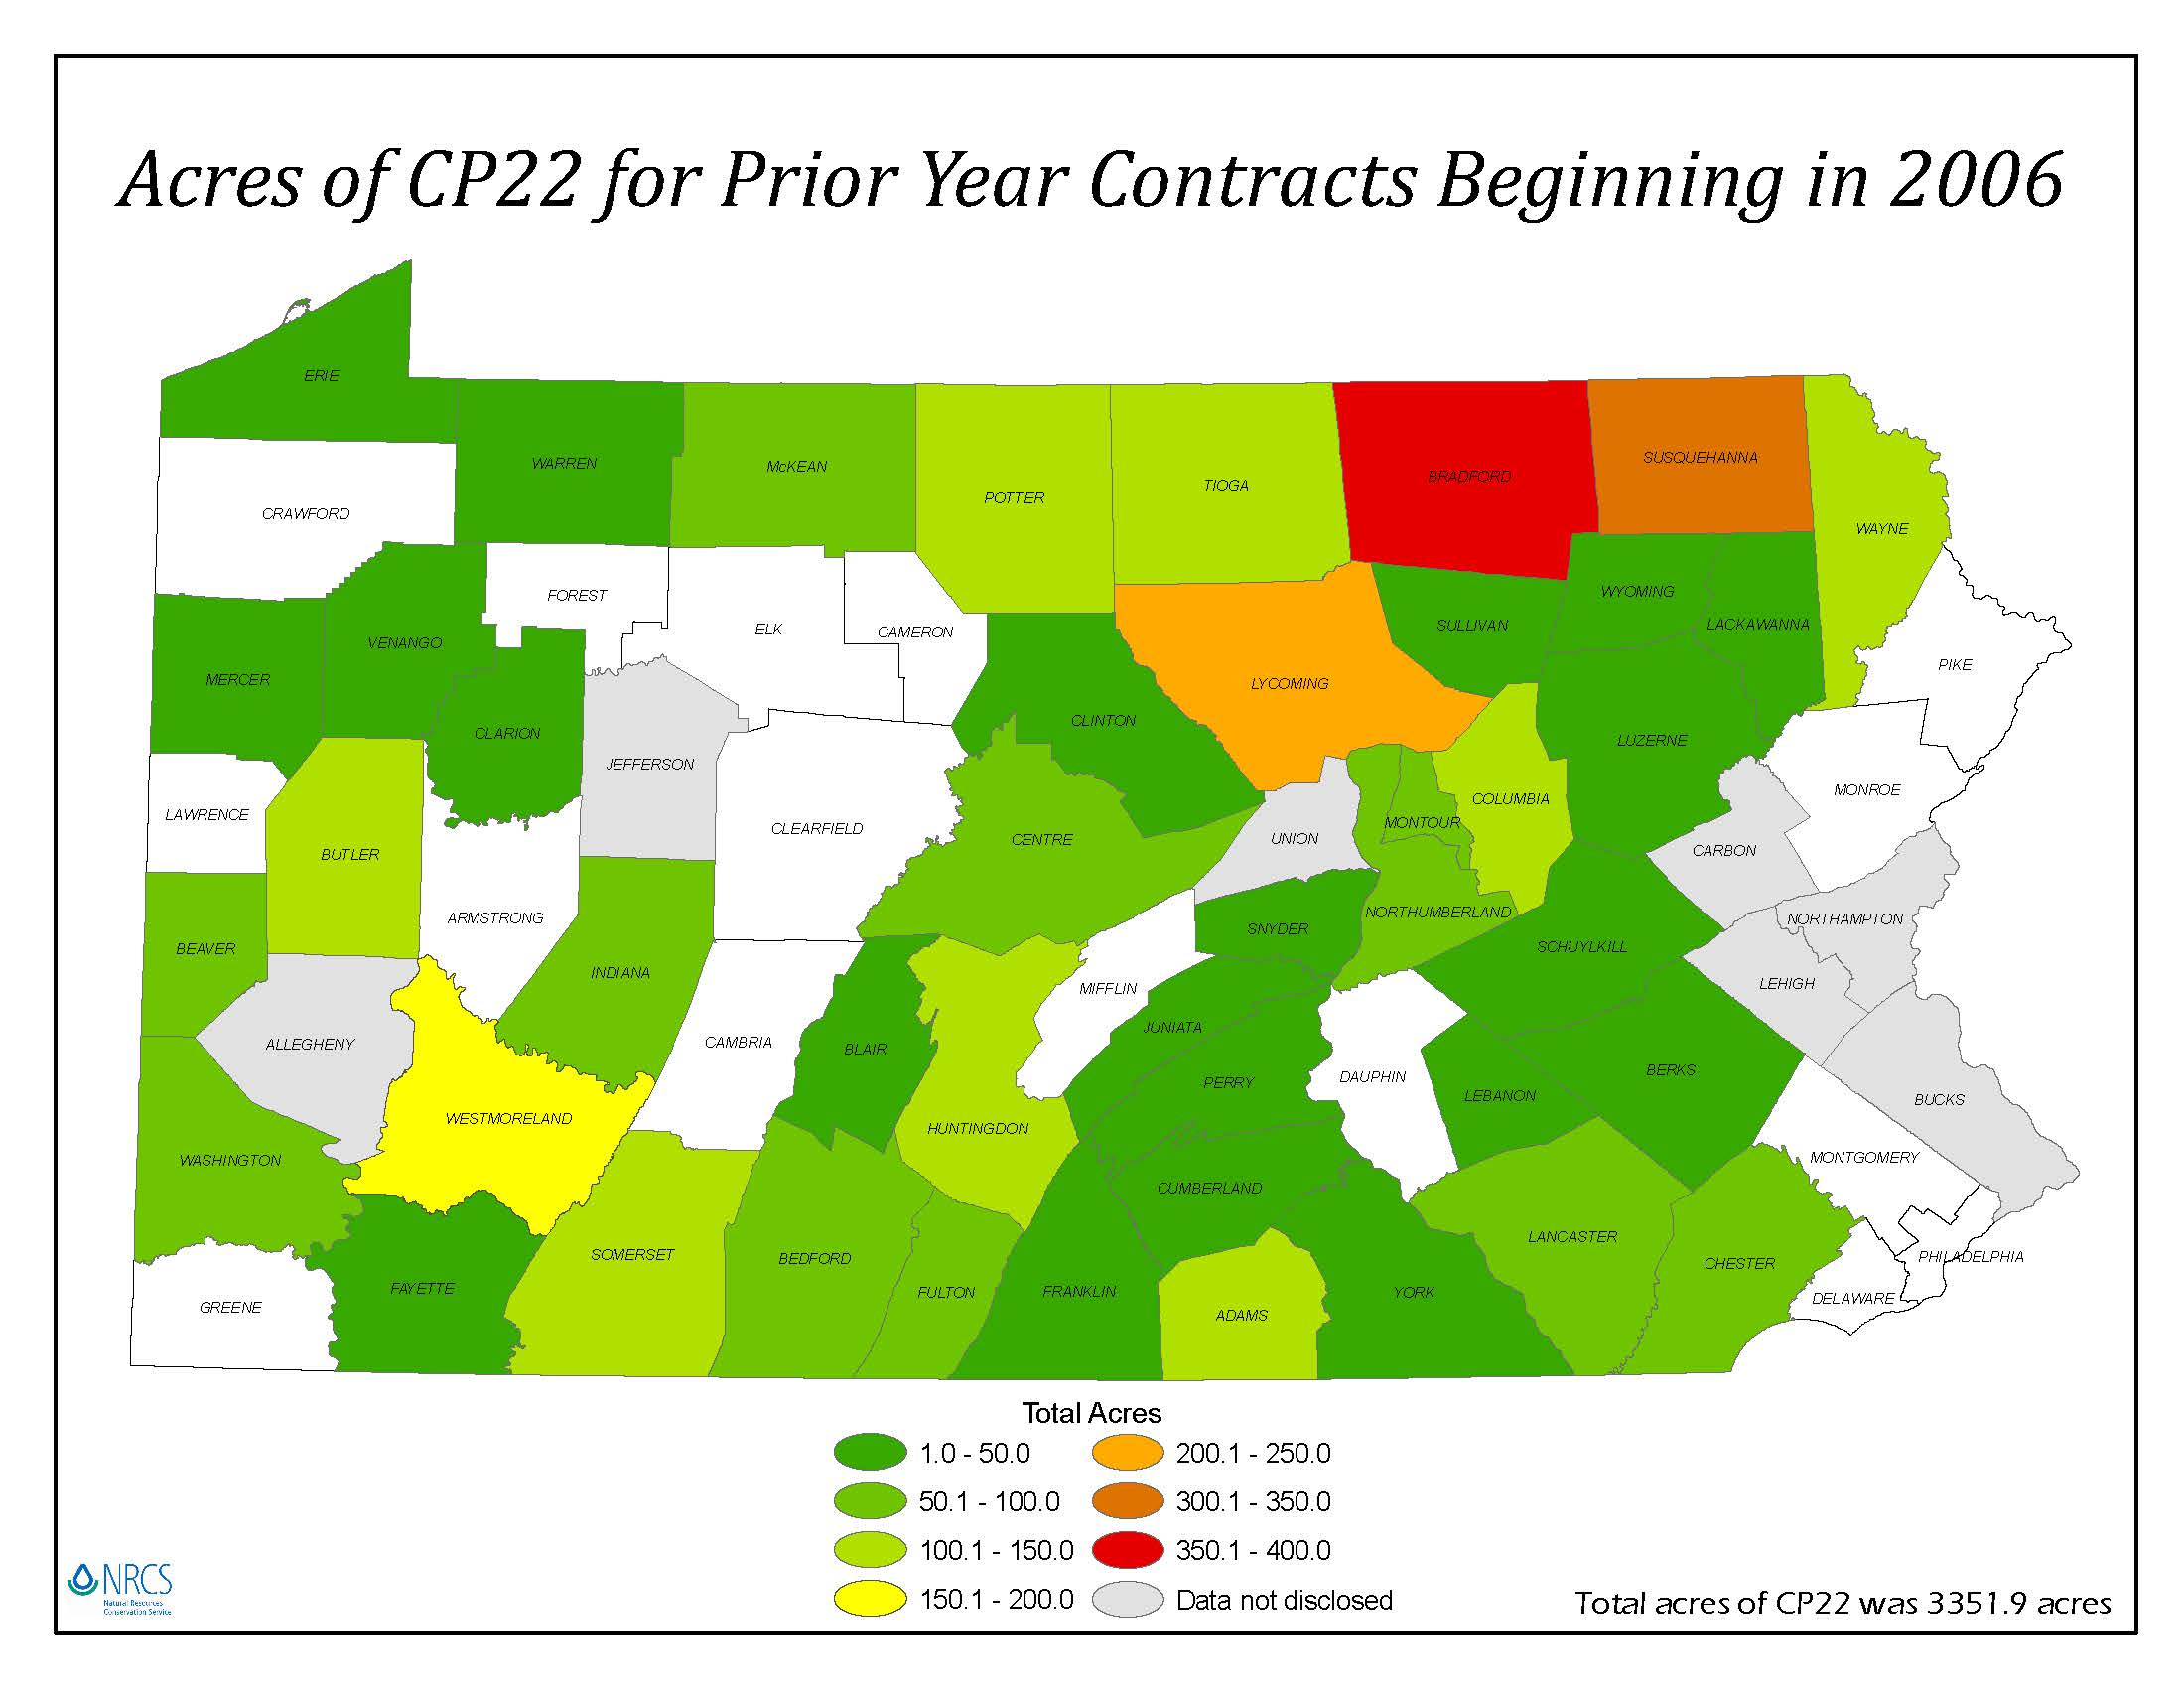 Acres of CP22 for Prior Year Contracts Beginning in 2006
ERIE
WARREN
McKEAN
POTTER
TIOGA
BRADFORD
SUSQUEHANNA
WAYNE
CRAWFORD
FOREST
ELK
CAMERON
SULLIVAN
WYOMING
LACKAWANNA
PIKE
MERCER
VENANGO
CLARION
JEFFERSON
CLINTON
LYCOMING
LUZERNE
MONROE
LAWRENCE
BUTLER
ARMSTRONG
CLEARFIELD
CENTRE
UNION
MONTOUR
COLUMBIA
CARBON
BEAVER
INDIANA
SNYDER
NORTHUMBERLAND
SCHUYLKILL
NORTHAMPTON
LEHIGH
ALLEGHENY
CAMBRIA
BLAIR
MIFFLIN
JUNIATA
PERRY
DAUPHIN
LEBANON
BERKS
BUCKS
WASHINGTON
WESTMORELAND
HUNTINGDON
CUMBERLAND
MONTGOMERY
GREENE
FAYETTE
SOMERSET
BEDFORD
FULTON
FRANKLIN
ADAMS
YORK
LANCASTER
CHESTER
DELAWARE
PHILADELPHIA
Total Acres
1.0 - 50.0
50.1 - 100.0
100.1 - 150.0
150.1 - 200.0
200.1 - 250.0
300.1 - 350.0
350.1 - 400.0
Data not disclosed
NRCS
Natural Resources
Conservation Service
Total acres of CP22 was 3351.9 acres